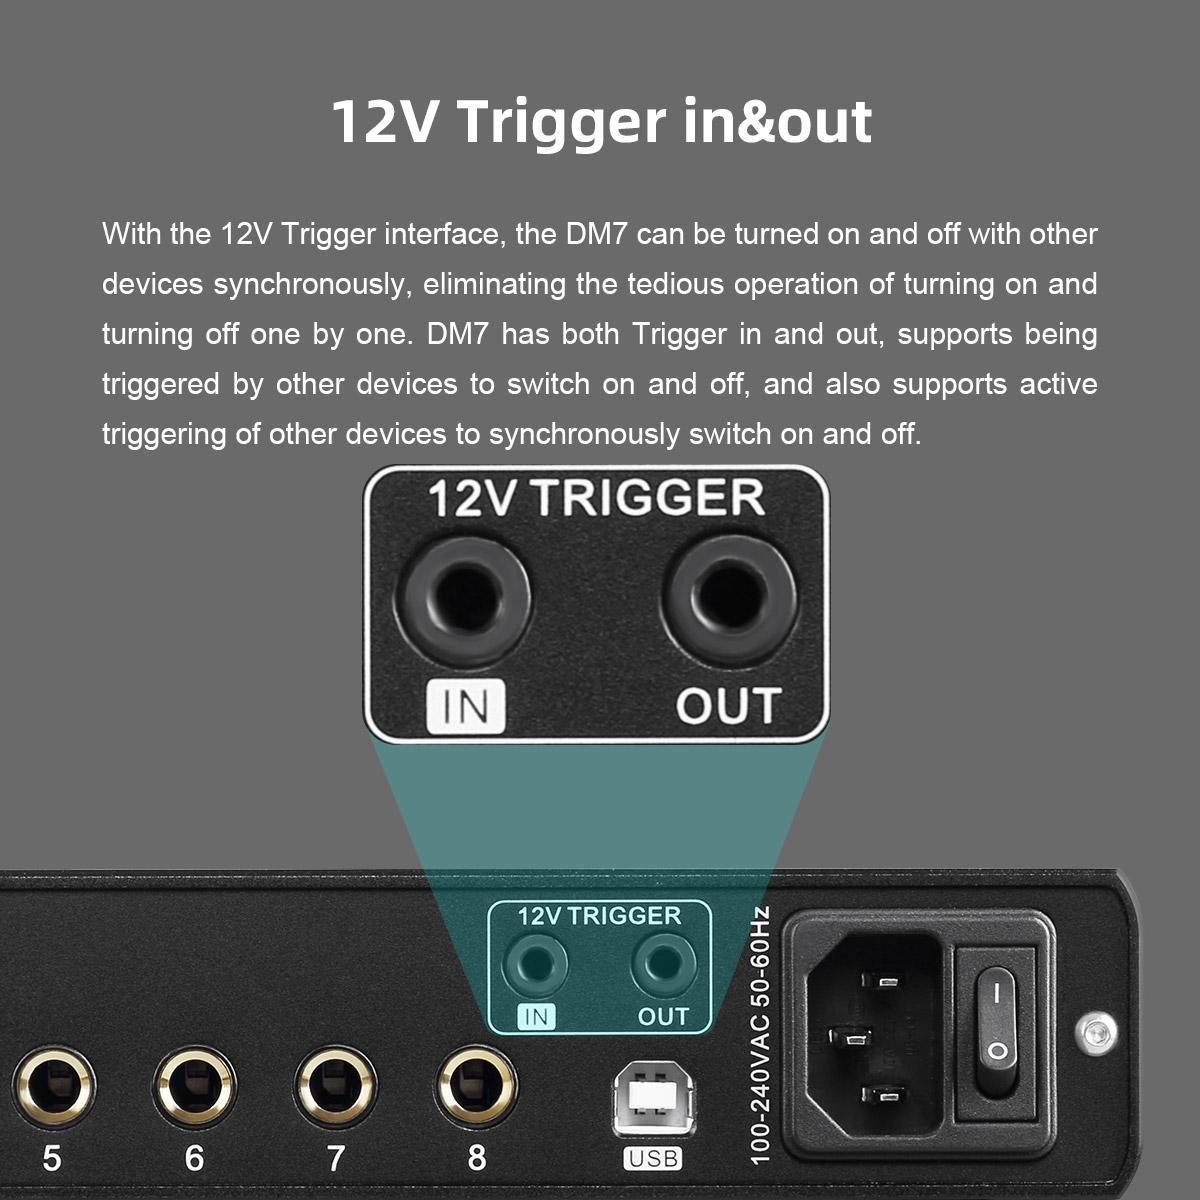 12V Trigger in&out
With the 12V Trigger interface, the DM7 can be turned on and off with other
devices synchronously, eliminating the tedious operation of turning on and
turning off one by one. DM7 has both Trigger in and out, supports being
triggered by other devices to switch on and off, and also supports active
triggering of other devices to synchronously switch on and off.
12V TRIGGER
IN OUT
12V TRIGGER
IN OUT
100-240VAC 50-60Hz
I
O
5 6 7 8
USB